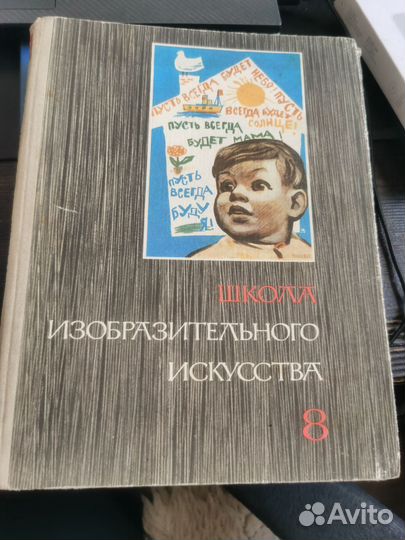 ПУСТЬ ВСЕГДА БУДЕТ НЕБО! ПУСТЬ
ВСЕГДА БУДЕТ
СОЛНЦЕ!
ПУСТЬ ВСЕГДА
БУДЕТ МАМА!
ПУСТЬ
ВСЕГДА
БУДУ
Я!
ШКОЛА
ИЗОБРАЗИТЕЛЬНОГО
ИСКУССТВА
8
Avito